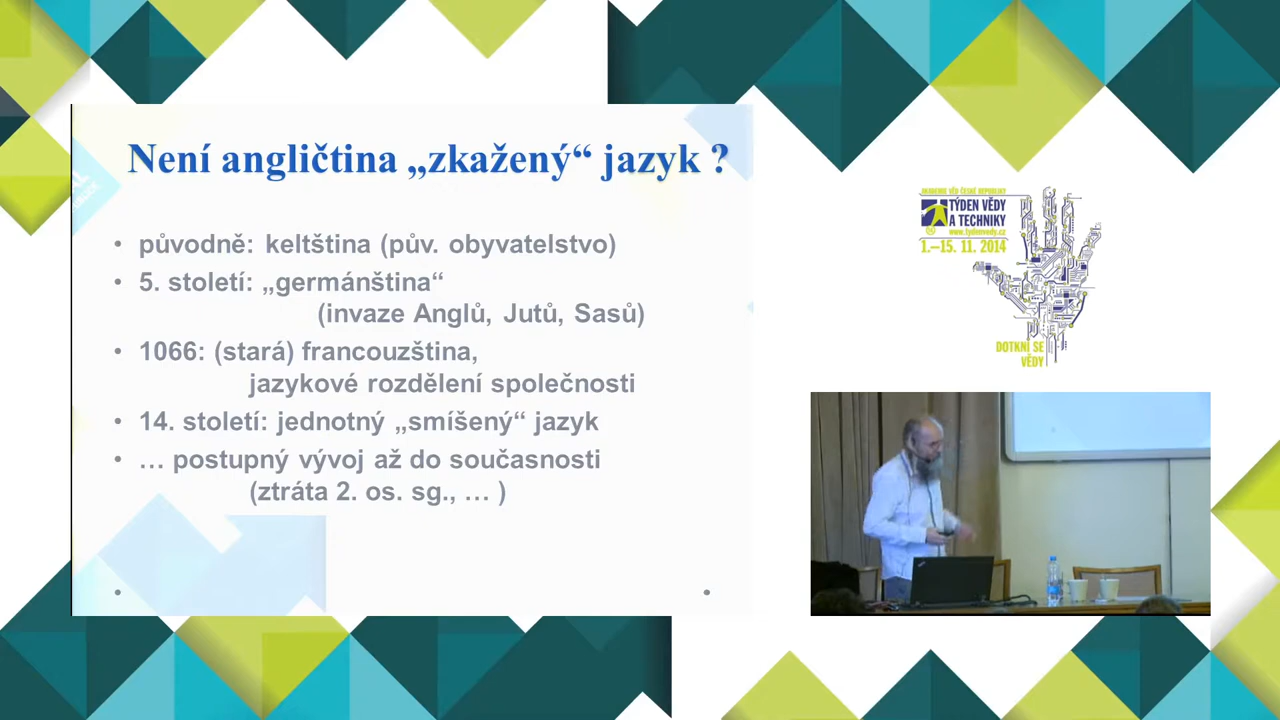 Není angličtina „zkažený“ jazyk ?
• původně: keltština (pův. obyvatelstvo)
• 5. století: „germánština“
(invaze Anglů, Jutů, Sasů)
• 1066: (stará) francouzština,
jazykové rozdělení společnosti
• 14. století: jednotný „smíšený“ jazyk
• … postupný vývoj až do současnosti
(ztráta 2. os. sg., … )
AKADEMIE VĚD ČESKÉ REPUBLIKY
TÝDEN VĚDY
A TECHNIKY
www.tydenvedy.cz
1.–15. 11. 2014
DOTKNI SE
VĚDY